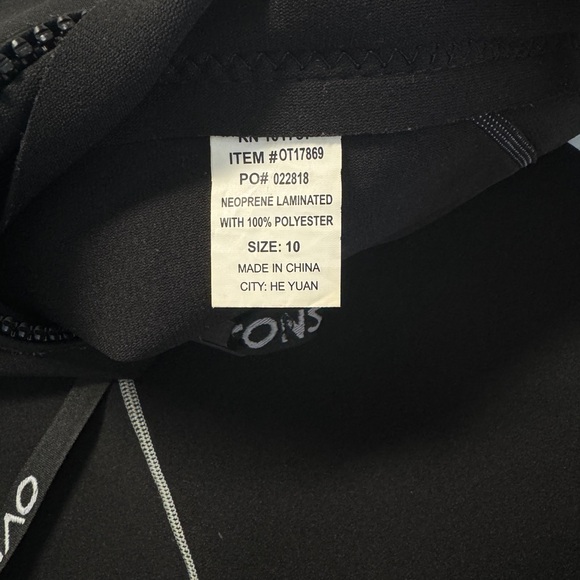 ITEM #OT17869
PO# 022818
NEOPRENE LAMINATED
WITH 100% POLYESTER
SIZE: 10
MADE IN CHINA
CITY: HE YUAN